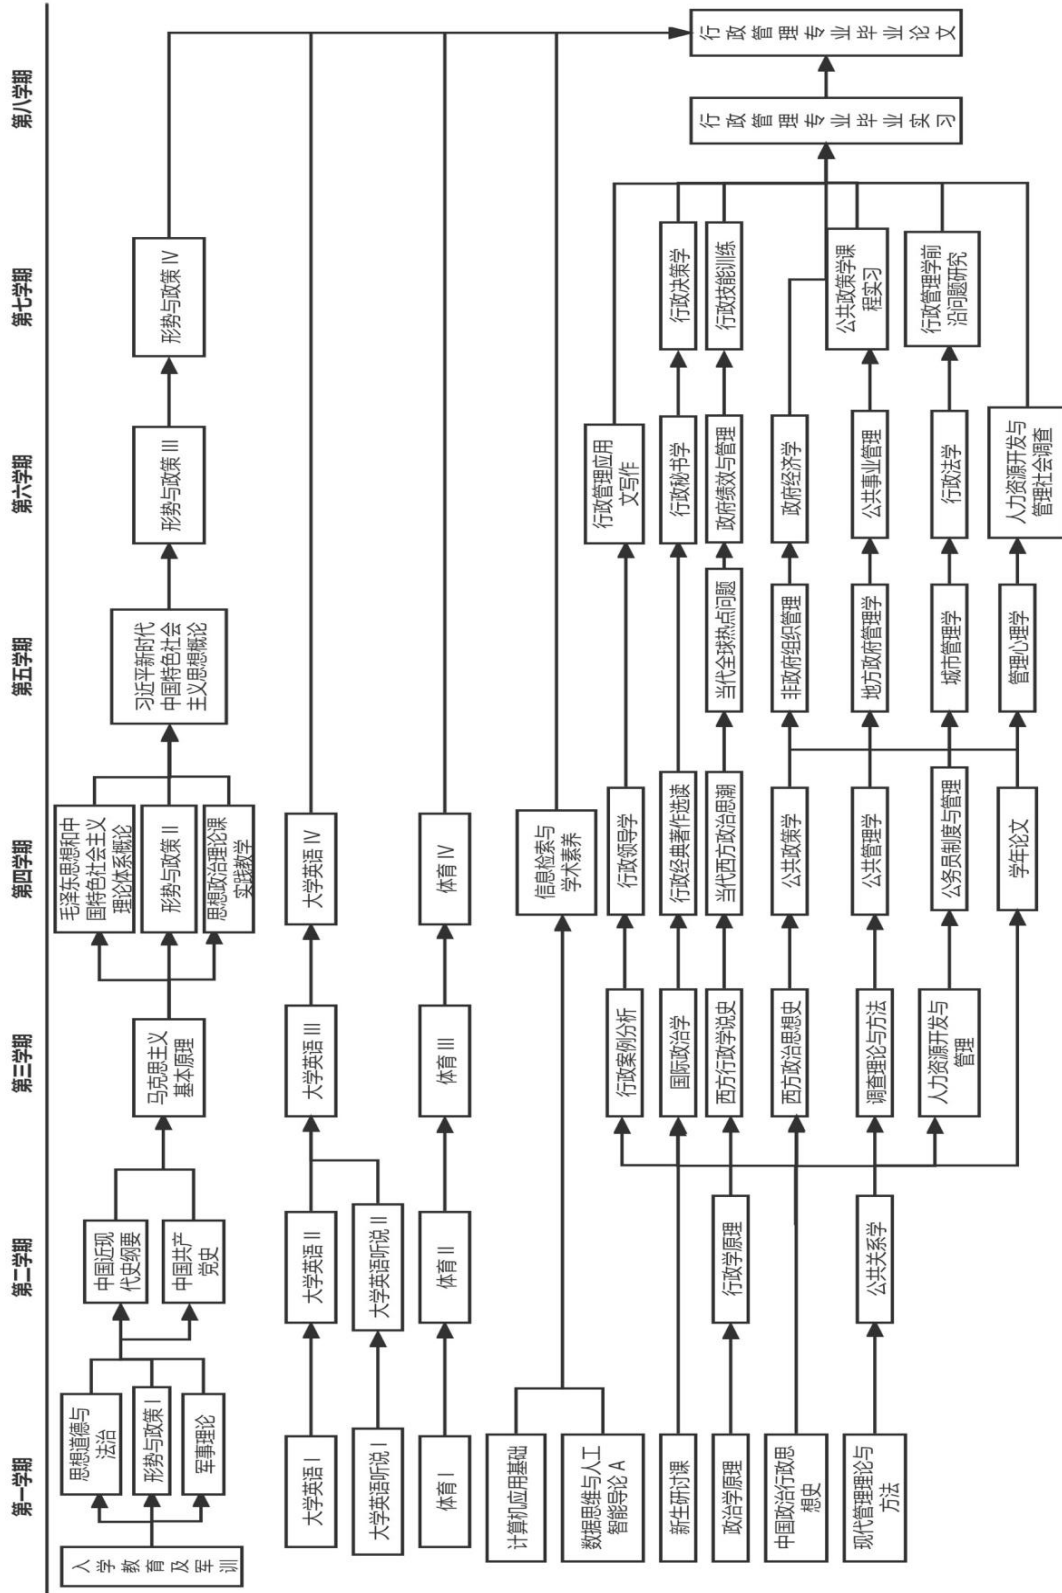 第一学期
第二学期
第三学期
第四学期
第五学期
第六学期
第七学期
第八学期
入学教育及军训
思想道德与
法治
形势与政策 I
军事理论
中国近现
代史纲要
中国共产
党史
马克思主义
基本原理
毛泽东思想和中
国特色社会主义
理论体系概论
形势与政策 II
思想政治理论课
实践教学
习近平新时代
中国特色社会
主义思想概论
形势与政策 III
形势与政策 IV
大学英语 I
大学英语 II
大学英语 III
大学英语 IV
大学英语听说 I
大学英语听说 II
体育 I
体育 II
体育 III
体育 IV
计算机应用基础
数据思维与人工
智能导论 A
信息检索与
学术素养
新生研讨课
政治学原理
中国政治行政思
想史
现代管理理论与
方法
行政学原理
公共关系学
行政案例分析
国际政治学
西方行政学说史
西方政治思想史
调查理论与方法
人力资源开发与
管理
行政领导学
行政经典著作选读
当代西方政治思潮
公共政策学
公共管理学
公务员制度与管理
学年论文
当代全球热点问题
非政府组织管理
地方政府管理学
城市管理学
管理心理学
行政管理应用
文写作
行政秘书学
政府绩效与管理
政府经济学
公共事业管理
行政法学
人力资源开发与
管理社会调查
行政决策学
行政技能训练
公共政策学课
程实习
行政管理学前
沿问题研究
行政管理专业毕业实习
行政管理专业毕业论文